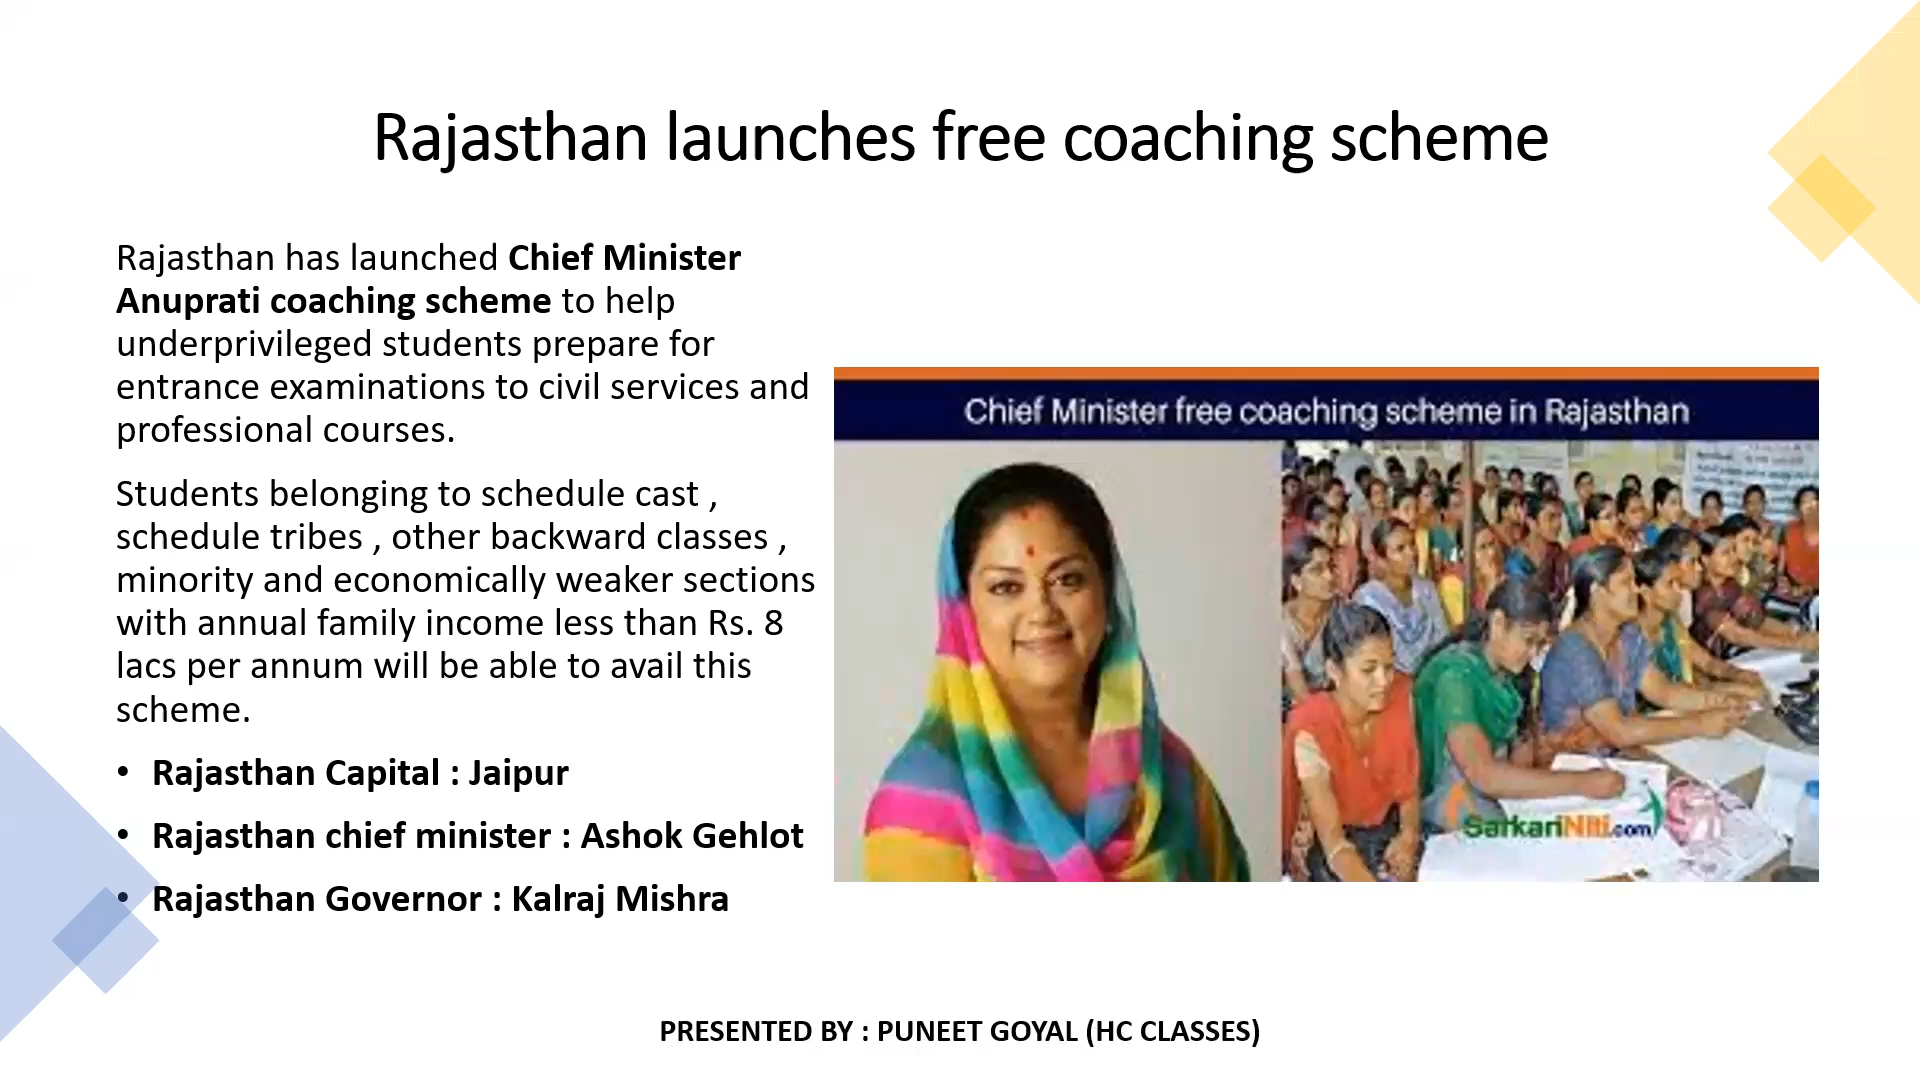 Rajasthan launches free coaching scheme
Rajasthan has launched Chief Minister
Anuprati coaching scheme to help
underprivileged students prepare for
entrance examinations to civil services and
professional courses.
Students belonging to schedule cast ,
schedule tribes , other backward classes ,
minority and economically weaker sections
with annual family income less than Rs. 8
lacs per annum will be able to avail this
scheme.
• Rajasthan Capital : Jaipur
• Rajasthan chief minister : Ashok Gehlot
• Rajasthan Governor : Kalraj Mishra
Chief Minister free coaching scheme in Rajasthan
SarkariNiti.com
PRESENTED BY : PUNEET GOYAL (HC CLASSES)